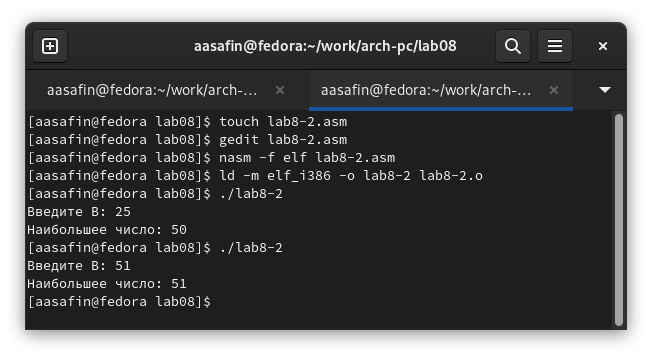 aasafin@fedora:~/work/arch-pc/lab08
aasafin@fedora:~/work/arch-... aasafin@fedora:~/work/arch-...
[aasafin@fedora lab08]$ touch lab8-2.asm
[aasafin@fedora lab08]$ gedit lab8-2.asm
[aasafin@fedora lab08]$ nasm -f elf lab8-2.asm
[aasafin@fedora lab08]$ ld -m elf_i386 -o lab8-2 lab8-2.o
[aasafin@fedora lab08]$ ./lab8-2
Введите B: 25
Наибольшее число: 50
[aasafin@fedora lab08]$ ./lab8-2
Введите B: 51
Наибольшее число: 51
[aasafin@fedora lab08]$